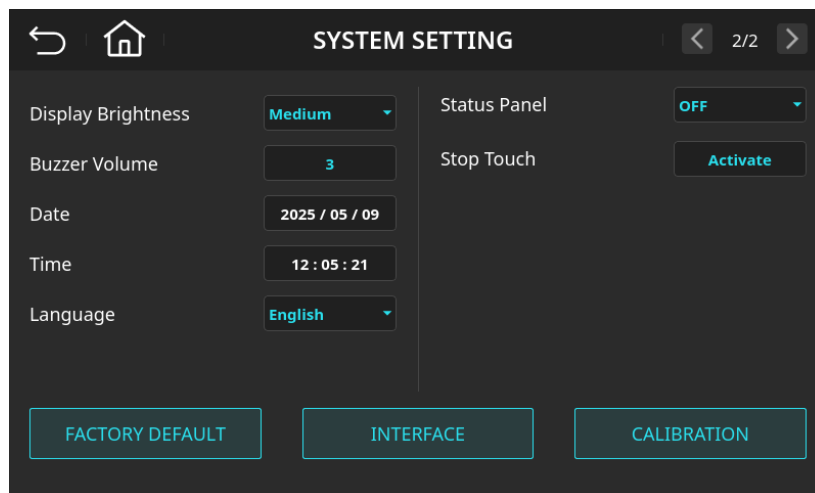 SYSTEM SETTING
2/2
Display Brightness Medium
Buzzer Volume 3
Date 2025 / 05 / 09
Time 12 : 05 : 21
Language English
Status Panel OFF
Stop Touch Activate
FACTORY DEFAULT
INTERFACE
CALIBRATION